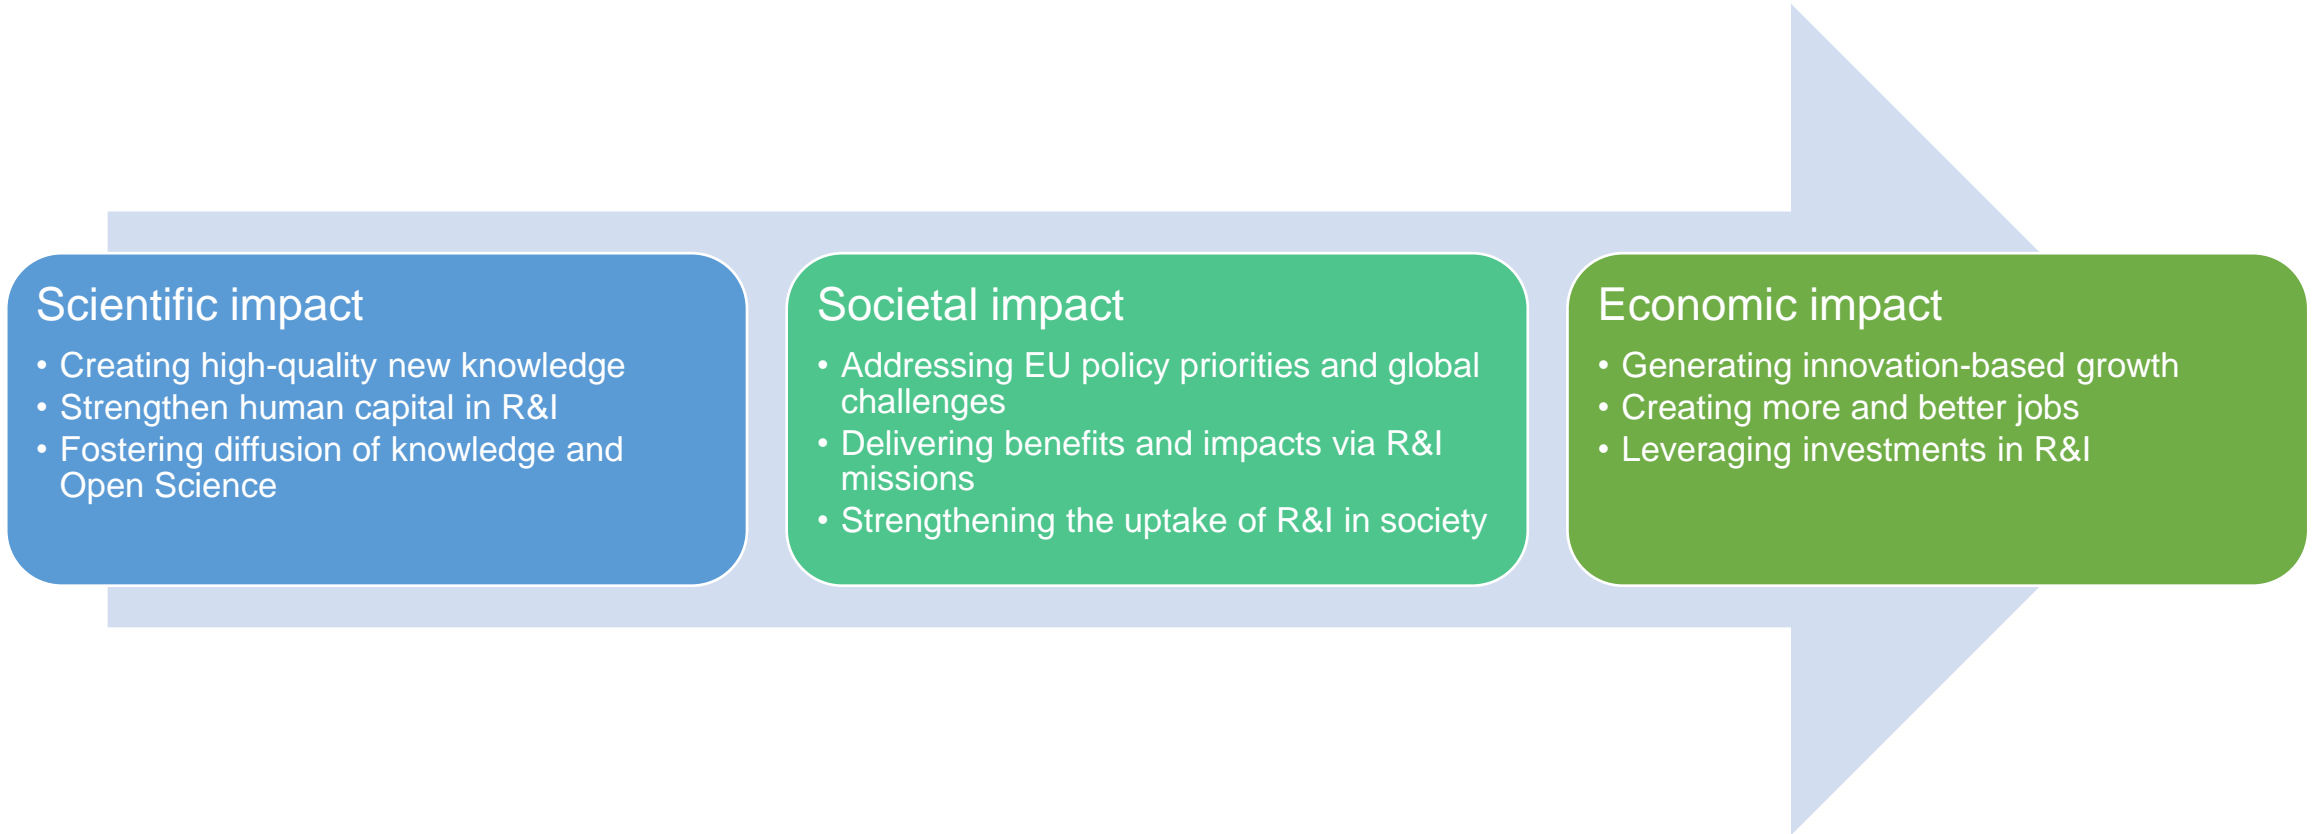 Scientific impact
• Creating high-quality new knowledge
• Strengthen human capital in R&I
• Fostering diffusion of knowledge and
Open Science
Societal impact
• Addressing EU policy priorities and global
challenges
• Delivering benefits and impacts via R&I
missions
• Strengthening the uptake of R&I in society
Economic impact
• Generating innovation-based growth
• Creating more and better jobs
• Leveraging investments in R&I